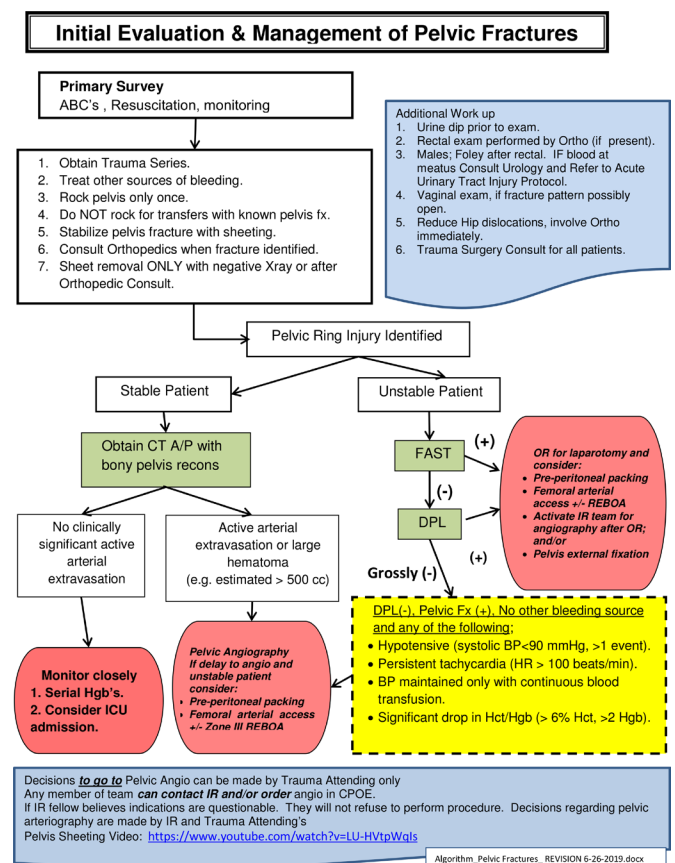 Initial Evaluation & Management of Pelvic Fractures
Primary Survey
ABC's , Resuscitation, monitoring
Additional Work up
1. Urine dip prior to exam.
2. Rectal exam performed by Ortho (if present).
3. Males; Foley after rectal. IF blood at
meatus Consult Urology and Refer to Acute
Urinary Tract Injury Protocol.
4. Vaginal exam, if fracture pattern possibly
open.
5. Reduce Hip dislocations, involve Ortho
immediately.
6. Trauma Surgery Consult for all patients.
1. Obtain Trauma Series.
2. Treat other sources of bleeding.
3. Rock pelvis only once.
4. Do NOT rock for transfers with known pelvis fx.
5. Stabilize pelvis fracture with sheeting.
6. Consult Orthopedics when fracture identified.
7. Sheet removal ONLY with negative Xray or after
Orthopedic Consult.
Pelvic Ring Injury Identified
Stable Patient
Unstable Patient
Obtain CT A/P with
bony pelvis recons
FAST
(+)
(-)
DPL
(+)
Grossly (-)
OR for laparotomy and
consider:
• Pre-peritoneal packing
• Femoral arterial
access +/- REBOA
• Activate IR team for
angiography after OR;
and/or
• Pelvis external fixation
No clinically
significant active
arterial
extravasation
Active arterial
extravasation or large
hematoma
(e.g. estimated > 500 cc)
DPL(-), Pelvic Fx (+), No other bleeding source
and any of the following;
• Hypotensive (systolic BP<90 mmHg, >1 event).
• Persistent tachycardia (HR > 100 beats/min).
• BP maintained only with continuous blood
transfusion.
• Significant drop in Hct/Hgb (> 6% Hct, >2 Hgb).
Monitor closely
1. Serial Hgb's.
2. Consider ICU
admission.
Pelvic Angiography
If delay to angio and
unstable patient
consider:
• Pre-peritoneal packing
• Femoral arterial access
+/- Zone III REBOA
Decisions to go to Pelvic Angio can be made by Trauma Attending only
Any member of team can contact IR and/or order angio in CPOE.
If IR fellow believes indications are questionable. They will not refuse to perform procedure. Decisions regarding pelvic
arteriography are made by IR and Trauma Attending's
Pelvis Sheeting Video: https://www.youtube.com/watch?v=LU-HVtpWqIs
Algorithm_Pelvic Fractures_ REVISION 6-26-2019.docx